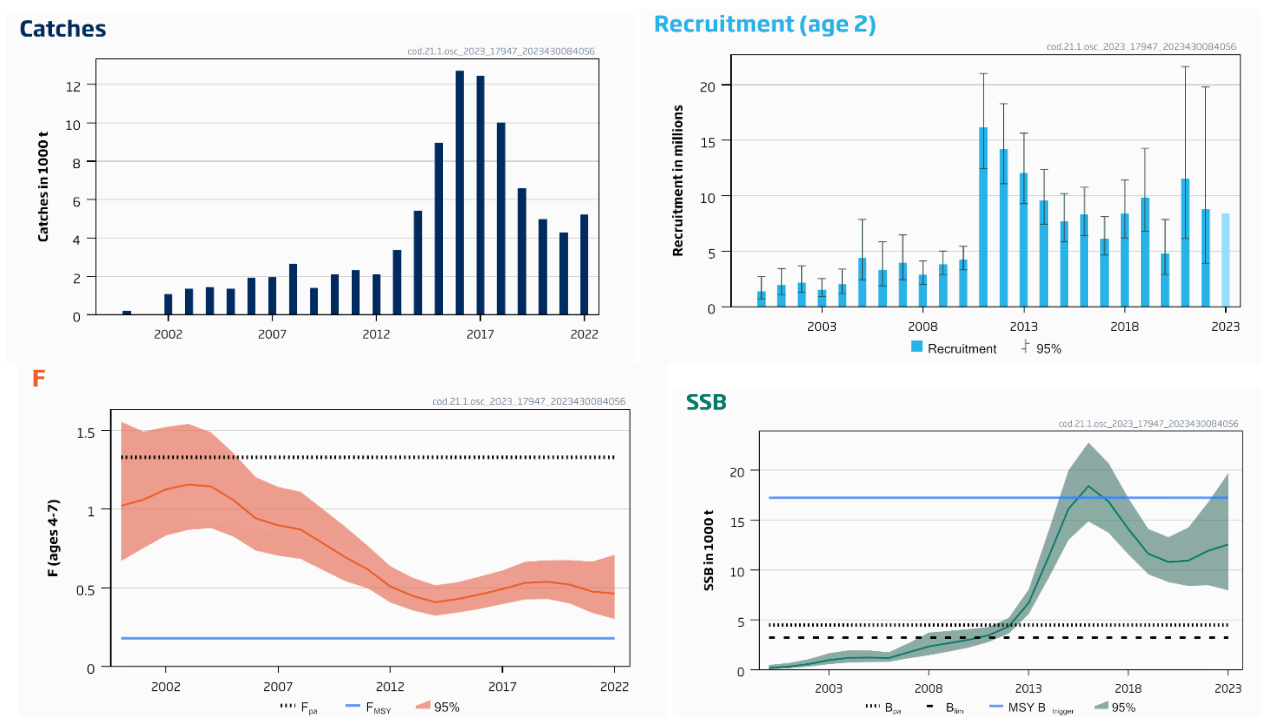 Catches
cod.21.1.osc_2023_17947_2023430084056
Catches in 1000 t
12
10
8
6
4
2
0
2002 2007 2012 2017 2022
Recruitment (age 2)
cod.21.1.osc_2023_17947_2023430084056
Recruitment in millions
20
15
10
5
0
2003 2008 2013 2018 2023
Recruitment 95%
F
cod.21.1.osc_2023_17947_2023430084056
F (ages 4-7)
1.5
1
0.5
0
2002 2007 2012 2017 2022
Fpa FMSY 95%
SSB
cod.21.1.osc_2023_17947_2023430084056
SSB in 1000 t
20
15
10
5
0
2003 2008 2013 2018 2023
Bpa Blim MSY B trigger 95%